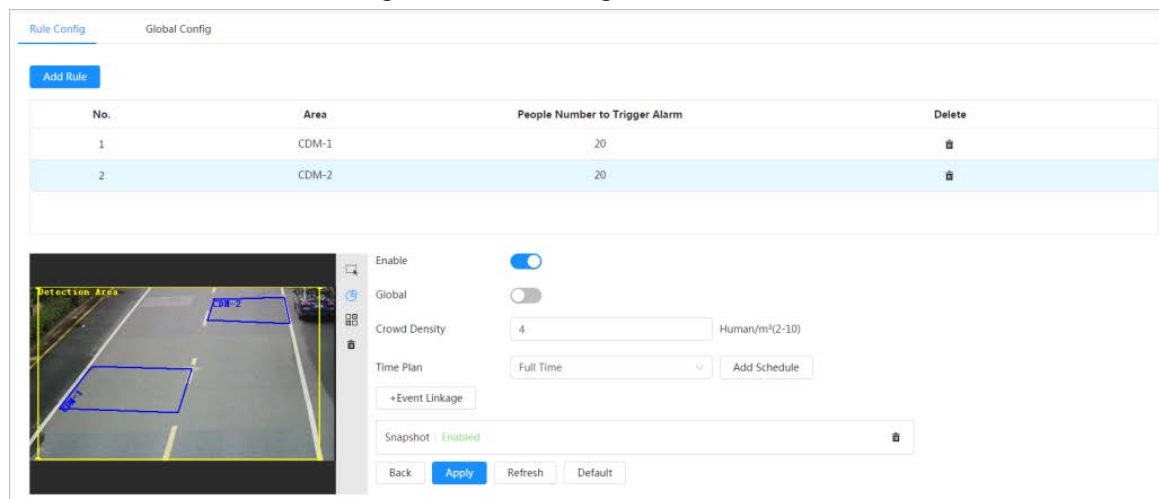 Rule Config Global Config
Add Rule
No. Area People Number to Trigger Alarm Delete
1 CDM-1 20
2 CDM-2 20
Detection Area
CDM-2
CDM-1
Enable
Global
Crowd Density 4 Human/m²(2-10)
Time Plan Full Time Add Schedule
+Event Linkage
Snapshot Enabled
Back Apply Refresh Default